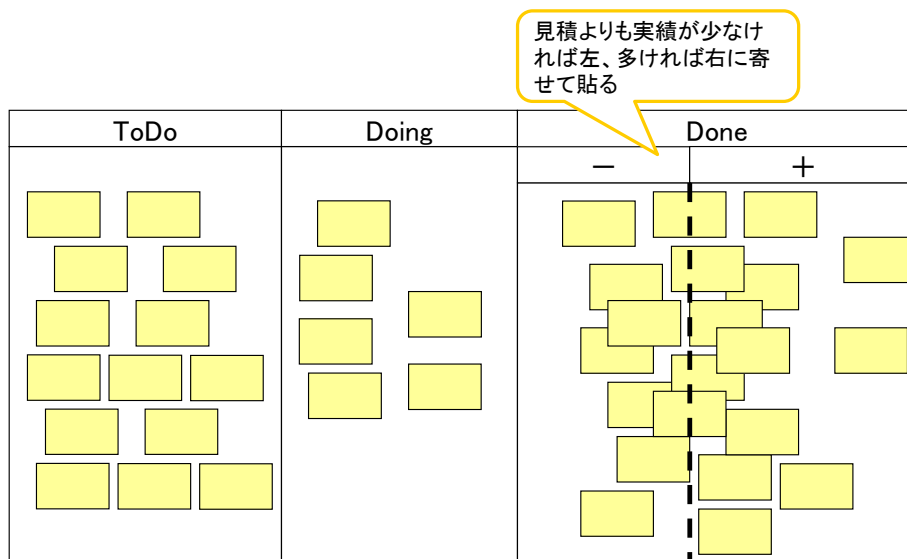 見積よりも実績が少なけ
れば左、多ければ右に寄
せて貼る
ToDo
Doing
Done
－
＋